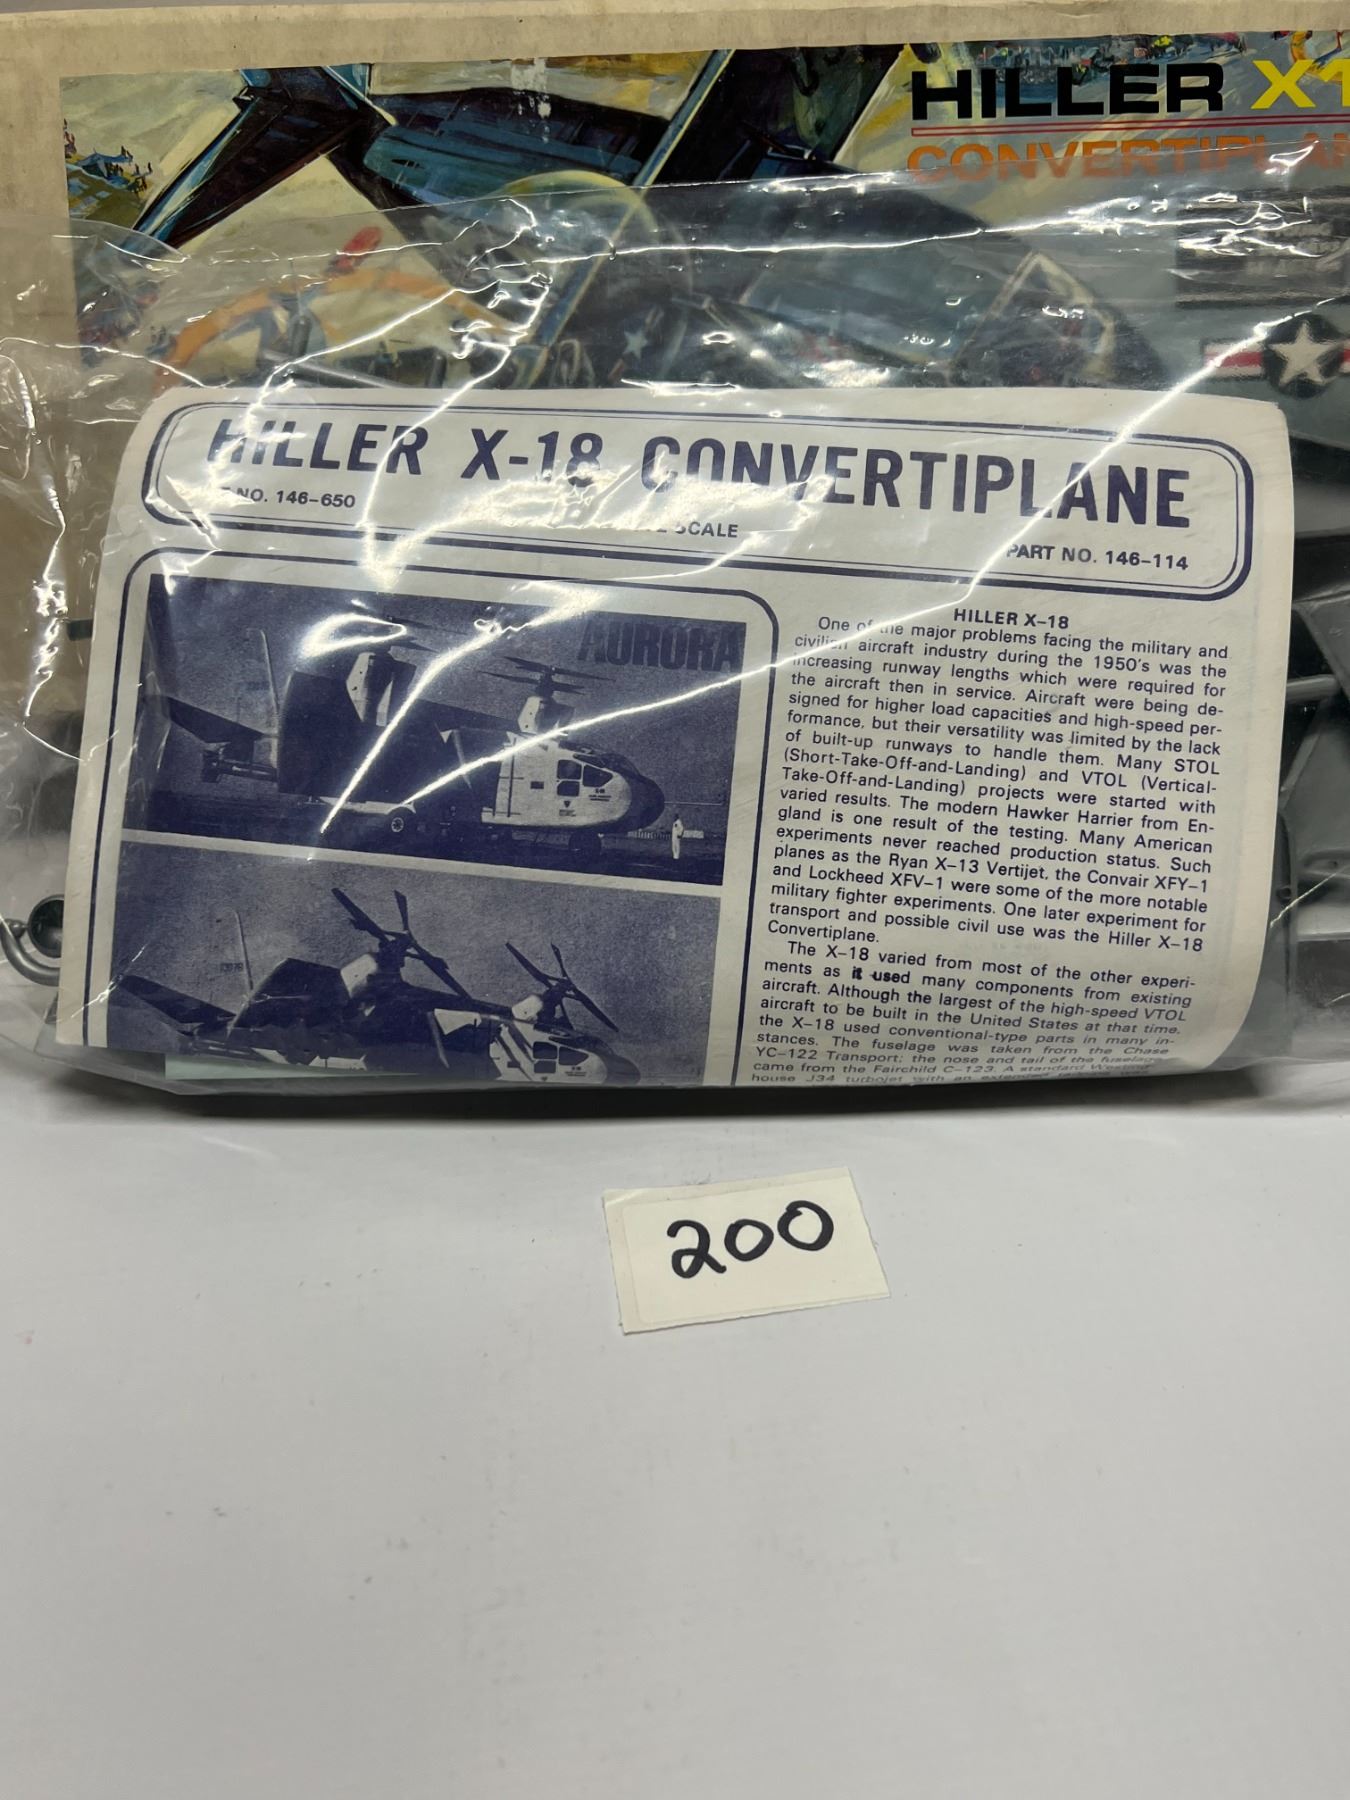 HILLER X1
CONVERTIPLAN
HILLER X-18 CONVERTIPLANE
NO. 146-650
SCALE
PART NO. 146-114
AURORA
HILLER X-18
One of the major problems facing the military and
civilian aircraft industry during the 1950's was the
increasing runway lengths which were required for
the aircraft then in service. Aircraft were being de-
signed for higher load capacities and high-speed per-
formance, but their versatility was limited by the lack
of built-up runways to handle them. Many STOL
(Short-Take-Off-and-Landing) and VTOL (Vertical-
Take-Off-and-Landing) projects were started with
varied results. The modern Hawker Harrier from En-
gland is one result of the testing. Many American
experiments never reached production status. Such
planes as the Ryan X-13 Vertijet, the Convair XFY-1
and Lockheed XFV-1 were some of the more notable
military fighter experiments. One later experiment for
transport and possible civil use was the Hiller X-18
Convertiplane.
The X-18 varied from most of the other experi-
ments as it used many components from existing
aircraft. Although the largest of the high-speed VTOL
aircraft to be built in the United States at that time,
the X-18 used conventional-type parts in many in-
stances. The fuselage was taken from the Chase
YC-122 Transport; the nose and tail of the fuselage
came from the Fairchild C-123. A standard
house J34 turbojet with an extended
200